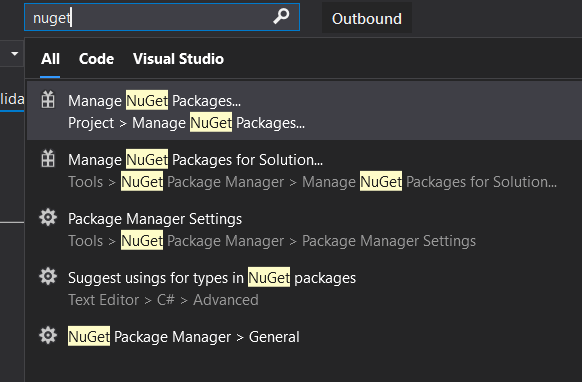 nuget
Outbound
All Code Visual Studio
lida
Manage NuGet Packages...
Project > Manage NuGet Packages...
Manage NuGet Packages for Solution...
Tools > NuGet Package Manager > Manage NuGet Packages for Solution...
Package Manager Settings
Tools > NuGet Package Manager > Package Manager Settings
Suggest usings for types in NuGet packages
Text Editor > C# > Advanced
NuGet Package Manager > General